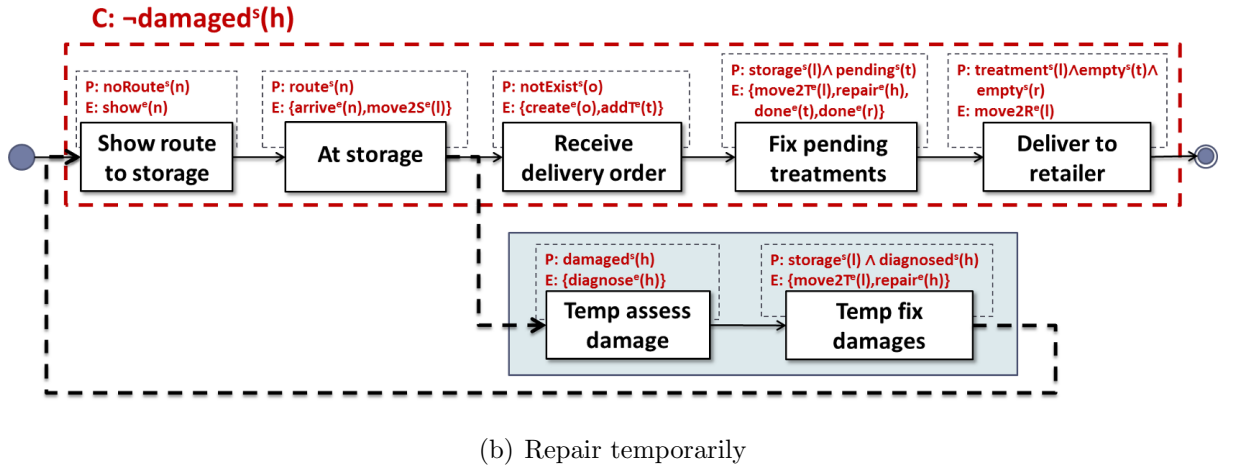 C: ¬damagedˢ(h)
P: noRouteˢ(n)
E: showᵉ(n)
Show route
to storage
P: routeˢ(n)
E: {arriveᵉ(n),move2Sᵉ(l)}
At storage
P: notExistˢ(o)
E: {createᵉ(o),addTᵉ(t)}
Receive
delivery order
P: storageˢ(l)∧ pendingˢ(t)
E: {move2Tᵉ(l),repairᵉ(h),
doneᵉ(t),doneᵉ(r)}
Fix pending
treatments
P: treatmentˢ(l)∧emptyˢ(t)∧
emptyˢ(r)
E: move2Rᵉ(l)
Deliver to
retailer
P: damagedˢ(h)
E: {diagnoseᵉ(h)}
Temp assess
damage
P: storageˢ(l) ∧ diagnosedˢ(h)
E: {move2Tᵉ(l),repairᵉ(h)}
Temp fix
damages
(b) Repair temporarily